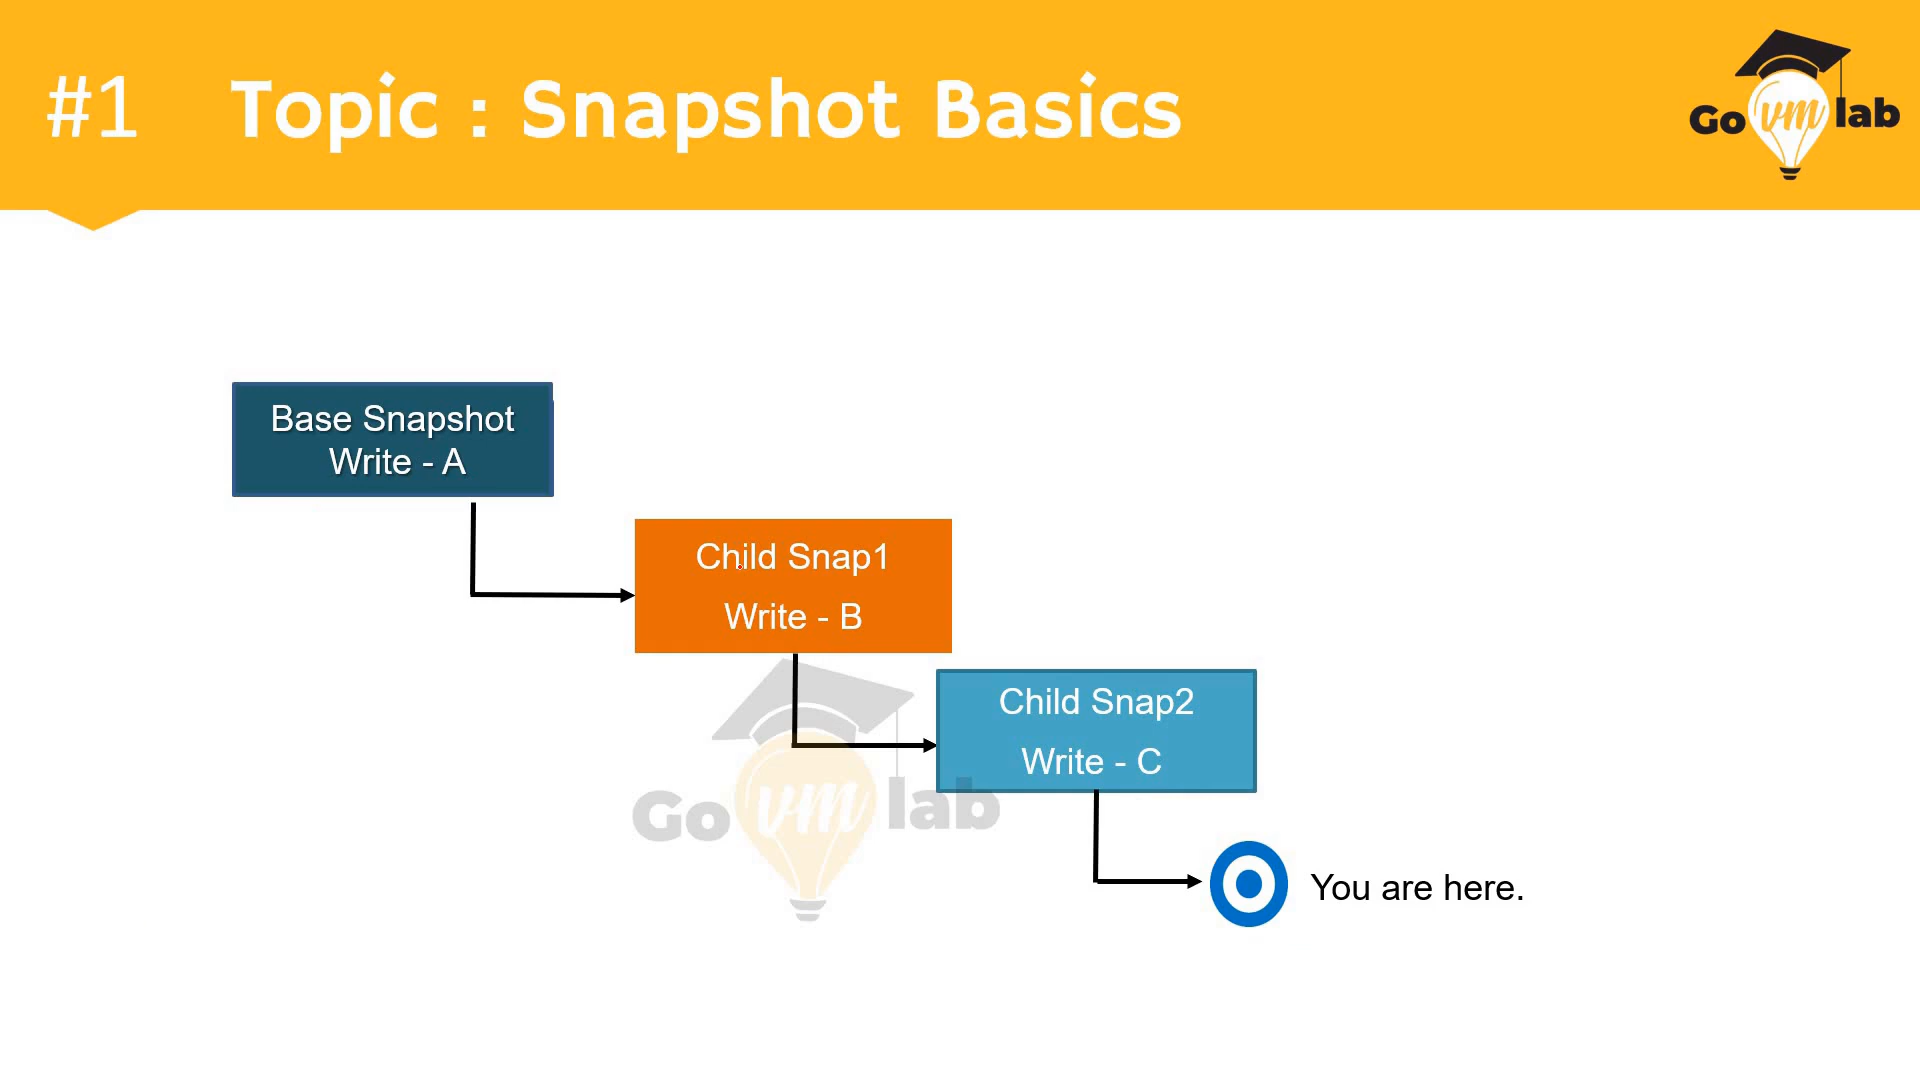 #1 Topic : Snapshot Basics
Go vm lab
Base Snapshot
Write - A
Child Snap1
Write - B
Child Snap2
Write - C
Go vm lab
You are here.